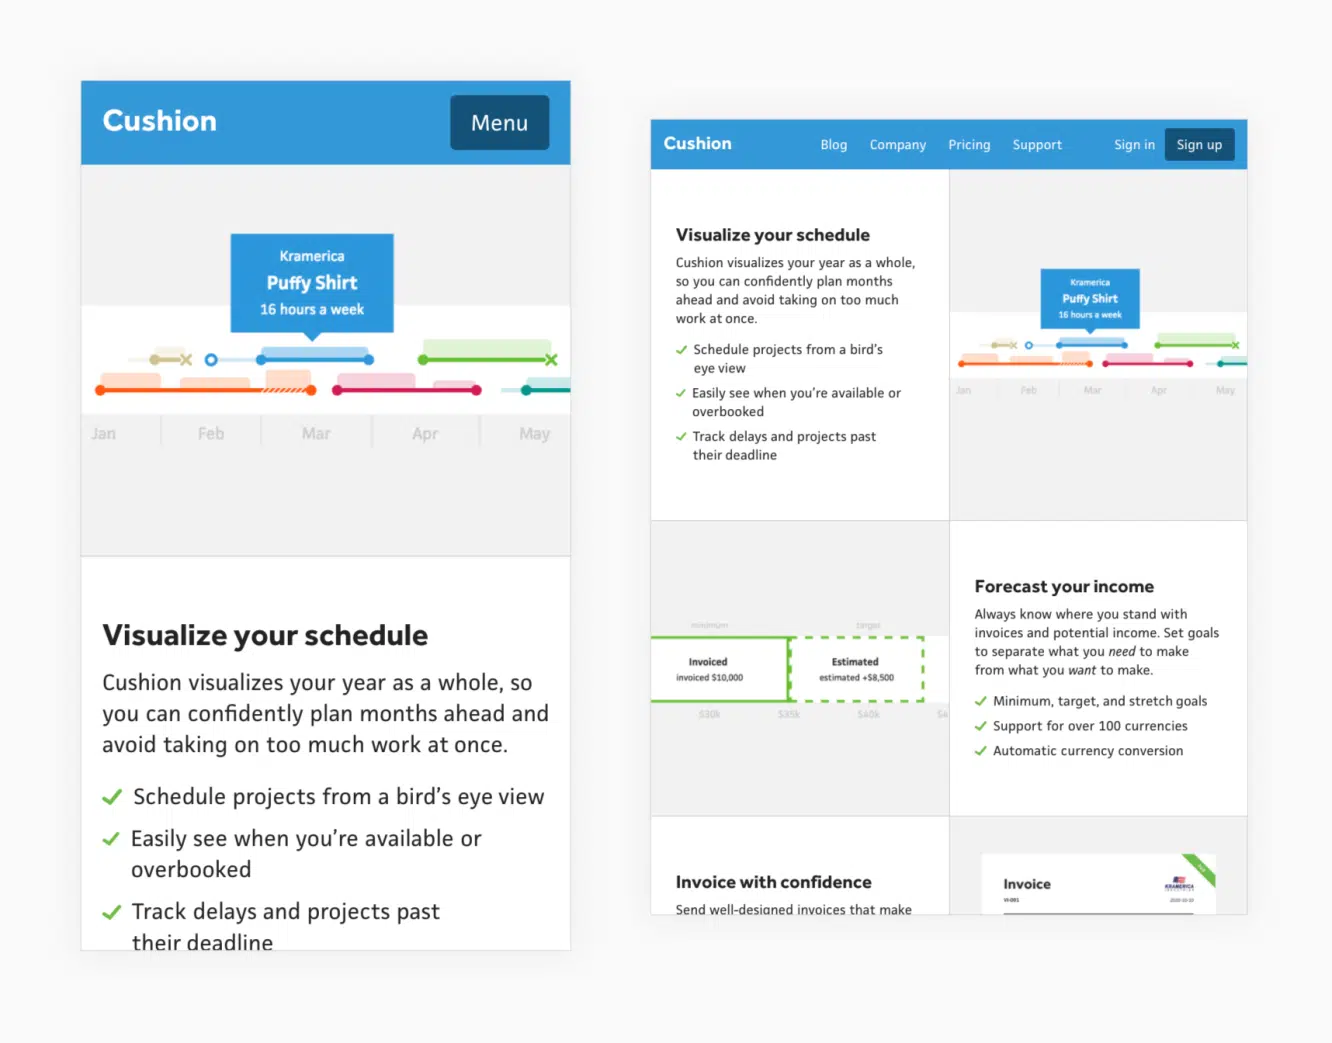 Cushion
Menu
Kramerica
Puffy Shirt
16 hours a week
Jan Feb Mar Apr May
Visualize your schedule
Cushion visualizes your year as a whole, so
you can confidently plan months ahead and
avoid taking on too much work at once.
Schedule projects from a bird's eye view
Easily see when you're available or
overbooked
Track delays and projects past
their deadline
Cushion Blog Company Pricing Support Sign in Sign up
Visualize your schedule
Cushion visualizes your year as a whole,
so you can confidently plan months
ahead and avoid taking on too much
work at once.
Schedule projects from a bird's
eye view
Easily see when you're available or
overbooked
Track delays and projects past
their deadline
Kramerica
Puffy Shirt
16 hours a week
Jan Feb Mar Apr May
minimum target
Invoiced
invoiced $10,000
Estimated
estimated +$8,500
$30k $35k $40k $4
Forecast your income
Always know where you stand with
invoices and potential income. Set goals
to separate what you need to make
from what you want to make.
Minimum, target, and stretch goals
Support for over 100 currencies
Automatic currency conversion
Invoice with confidence
Send well-designed invoices that make
Invoice
KRAMERICA